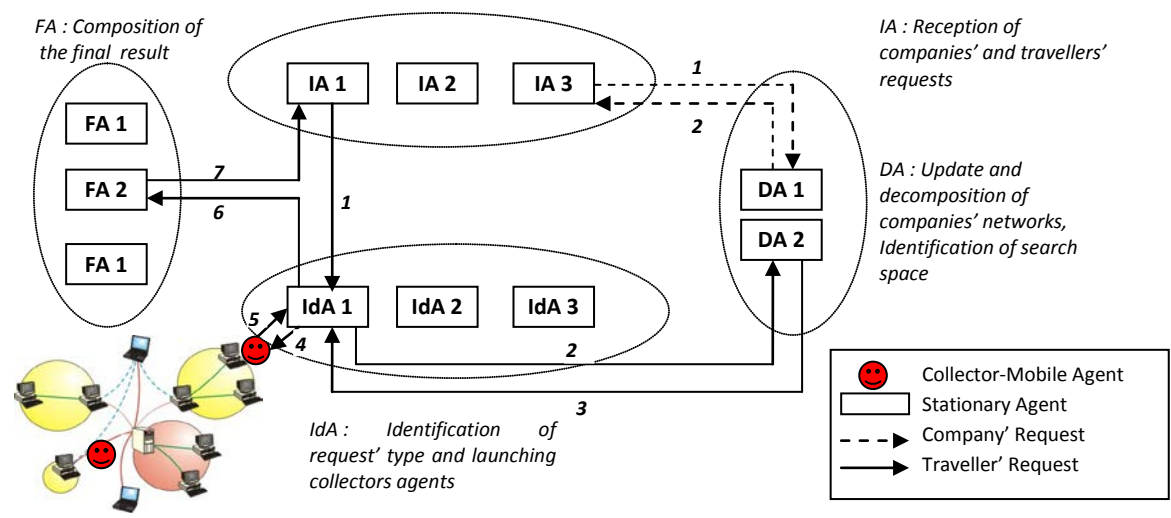 FA : Composition of
the final result
IA : Reception of
companies' and travellers'
requests
IA 1
IA 2
IA 3
1
2
FA 1
FA 2
FA 1
7
6
1
DA 1
DA 2
DA : Update and
decomposition of
companies' networks,
Identification of search
space
IdA 1
IdA 2
IdA 3
5
4
2
3
IdA : Identification of
request' type and launching
collectors agents
Collector-Mobile Agent
Stationary Agent
Company' Request
Traveller' Request